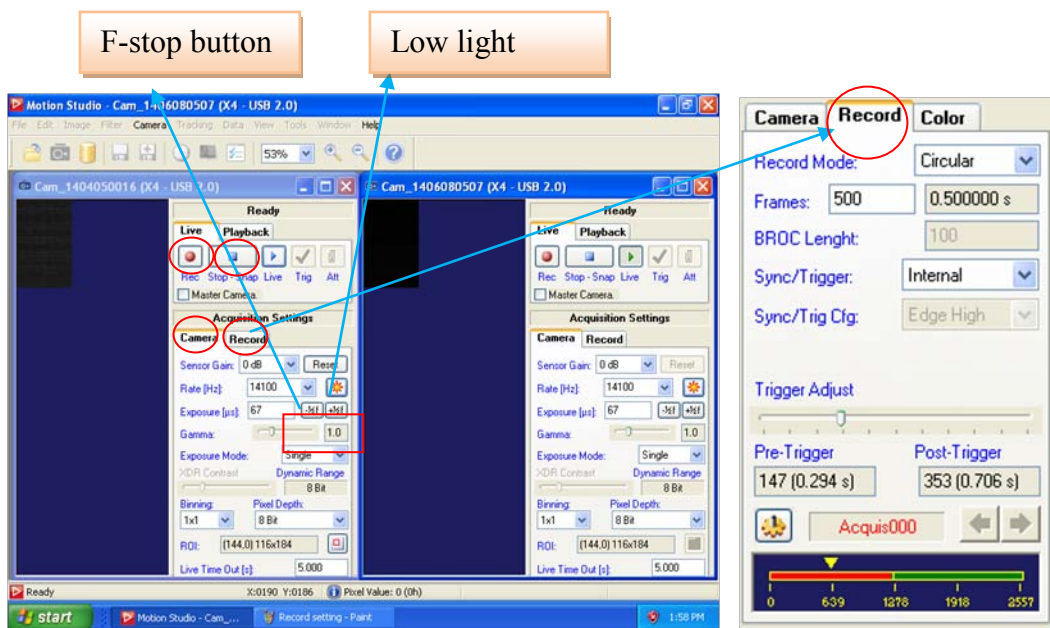 F-stop button
Low light
Motion Studio - Cam_1406080507 (X4 - USB 2.0)
File Edit Image Filter Camera Tracking Data View Tools Window Help
53%
Cam_1404050016 (X4 - USB 2.0)
Ready
Live Playback
Rec Stop - Snap Live Trig Att
Master Camera.
Acquisition Settings
Camera Record
Sensor Gain: 0 dB Reset
Rate [Hz]: 14100
Exposure [µs]: 67 -½f +½f
Gamma: 1.0
Exposure Mode: Single
XDR Contrast Dynamic Range
8 Bit
Binning: Pixel Depth:
1x1 8 Bit
ROI: (144,0) 116x184
Live Time Out [s]: 5.000
Cam_1406080507 (X4 - USB 2.0)
Ready
Live Playback
Rec Stop - Snap Live Trig Att
Master Camera.
Acquisition Settings
Camera Record
Sensor Gain: 0 dB Reset
Rate [Hz]: 14100
Exposure [µs]: 67 -½f +½f
Gamma: 1.0
Exposure Mode: Single
XDR Contrast Dynamic Range
8 Bit
Binning: Pixel Depth:
1x1 8 Bit
ROI: (144,0) 116x184
Live Time Out [s]: 5.000
Ready X:0190 Y:0186 Pixel Value: 0 (0h)
start Motion Studio - Cam_... Record setting - Paint 1:58 PM
Camera Record Color
Record Mode: Circular
Frames: 500 0.500000 s
BROC Lenght: 100
Sync/Trigger: Internal
Sync/Trig Cfg: Edge High
Trigger Adjust
Pre-Trigger Post-Trigger
147 (0.294 s) 353 (0.706 s)
Acquis000
0 639 1278 1918 2557